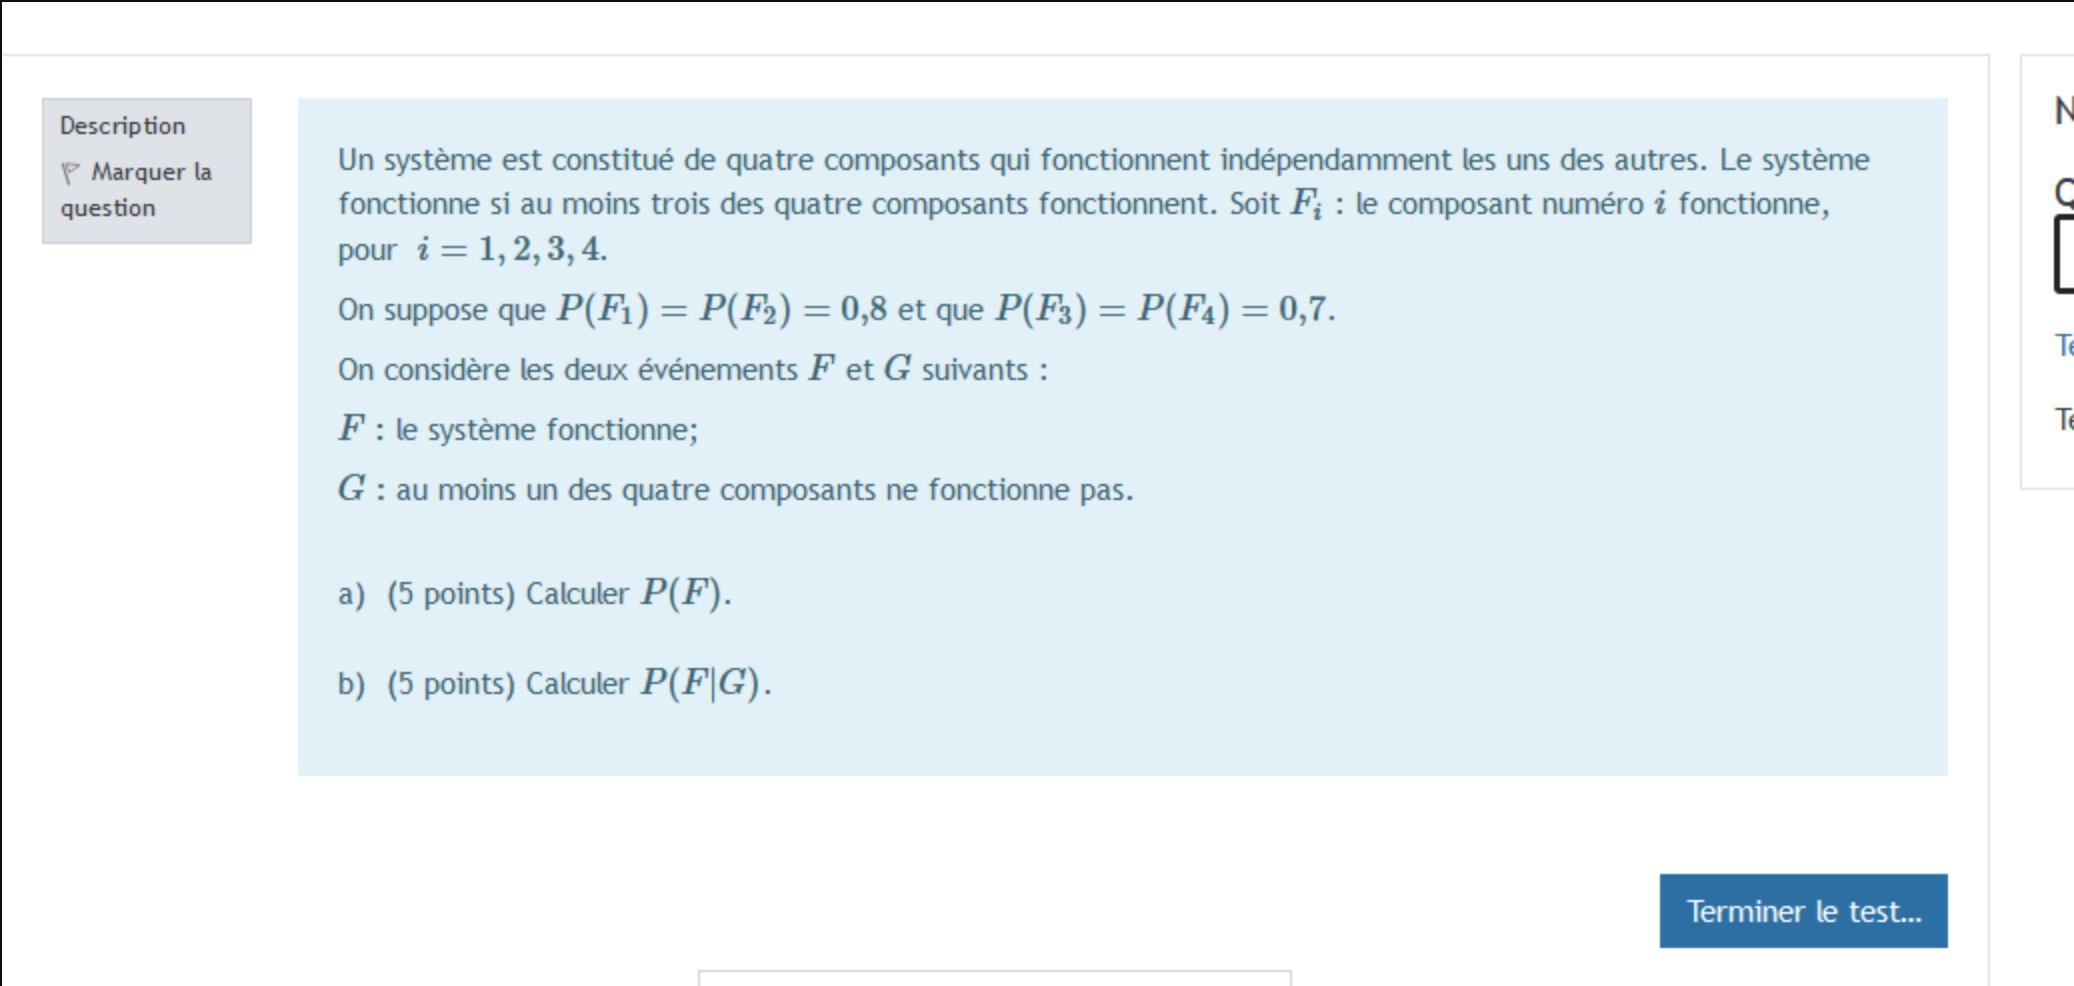 Description
Marquer la
question
Un système est constitué de quatre composants qui fonctionnent indépendamment les uns des autres. Le système
fonctionne si au moins trois des quatre composants fonctionnent. Soit F_i : le composant numéro i fonctionne,
pour i = 1, 2, 3, 4.
On suppose que P(F_1) = P(F_2) = 0,8 et que P(F_3) = P(F_4) = 0,7.
On considère les deux événements F et G suivants :
F : le système fonctionne;
G : au moins un des quatre composants ne fonctionne pas.
a) (5 points) Calculer P(F).
b) (5 points) Calculer P(F|G).
Terminer le test...